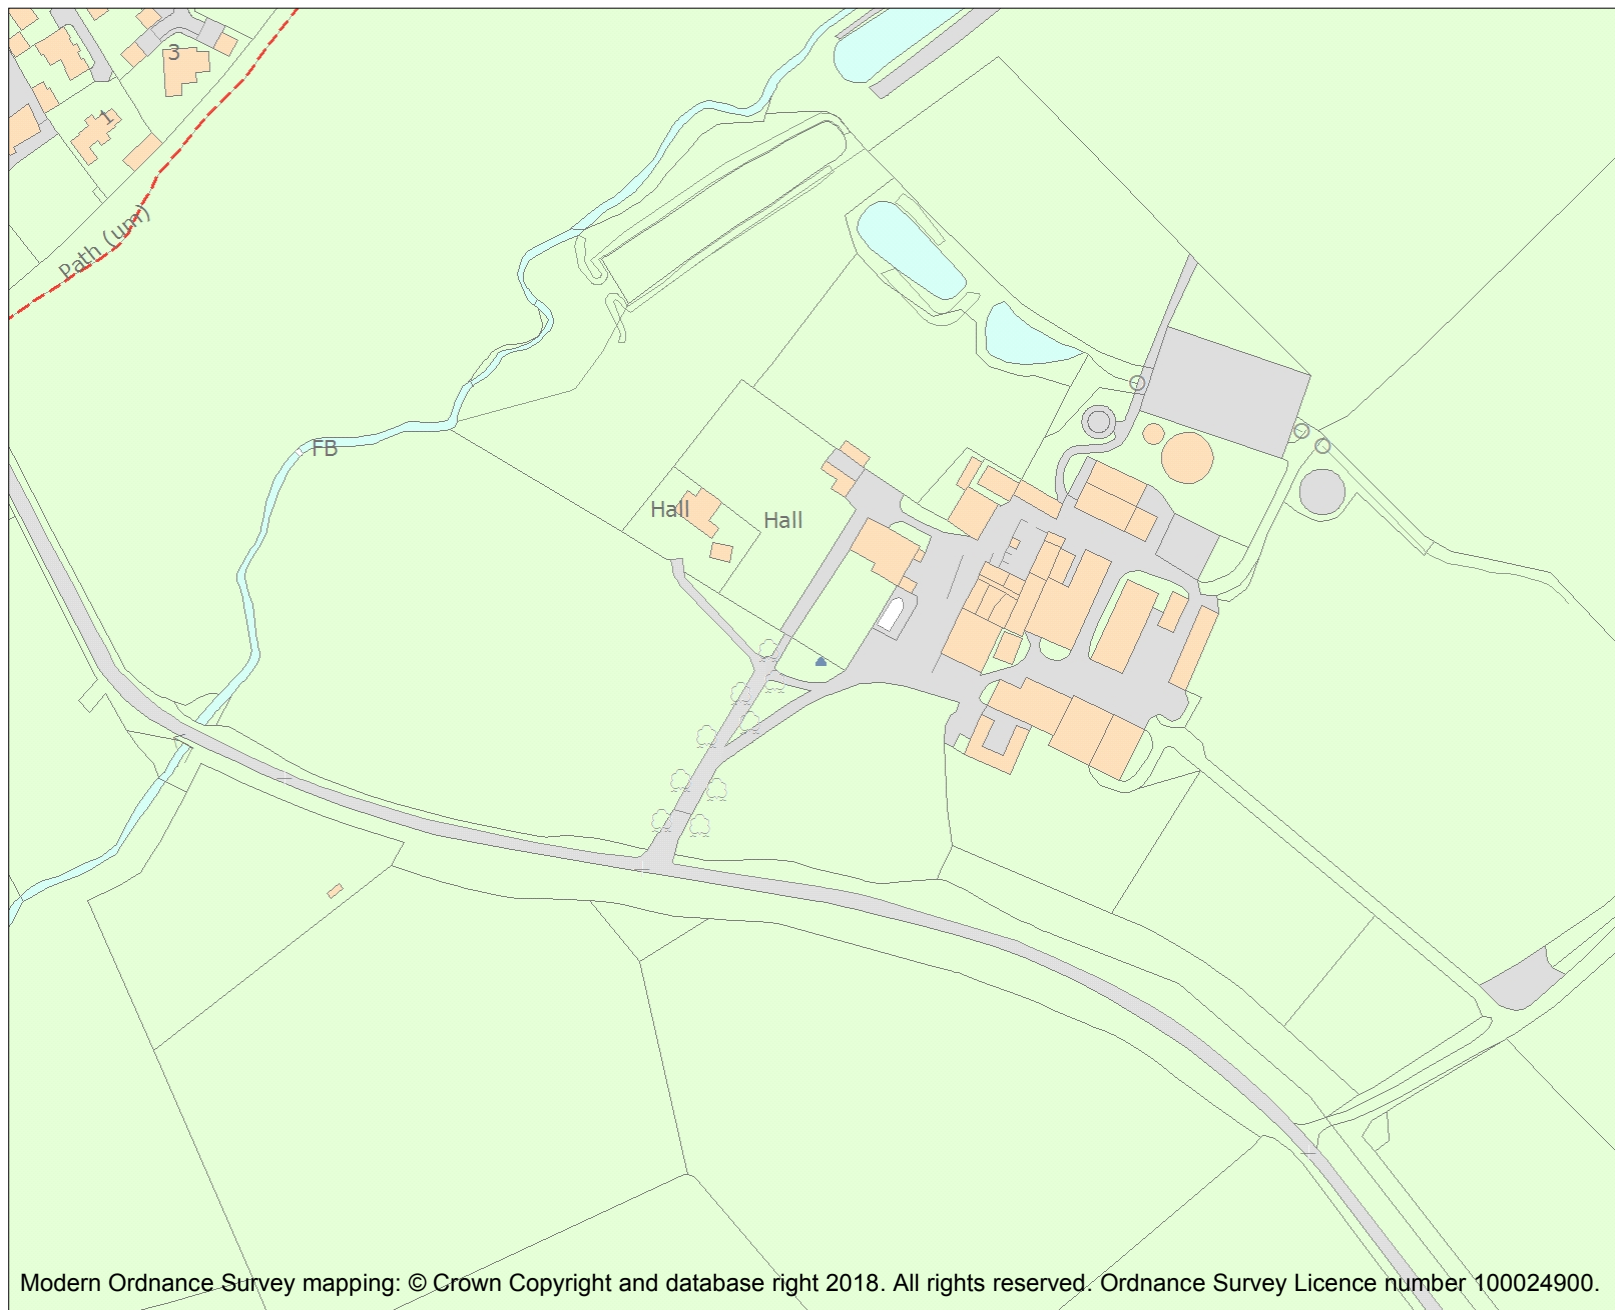 3
1
Path (um)
FB
Hall
Hall
Modern Ordnance Survey mapping: © Crown Copyright and database right 2018. All rights reserved. Ordnance Survey Licence number 100024900.